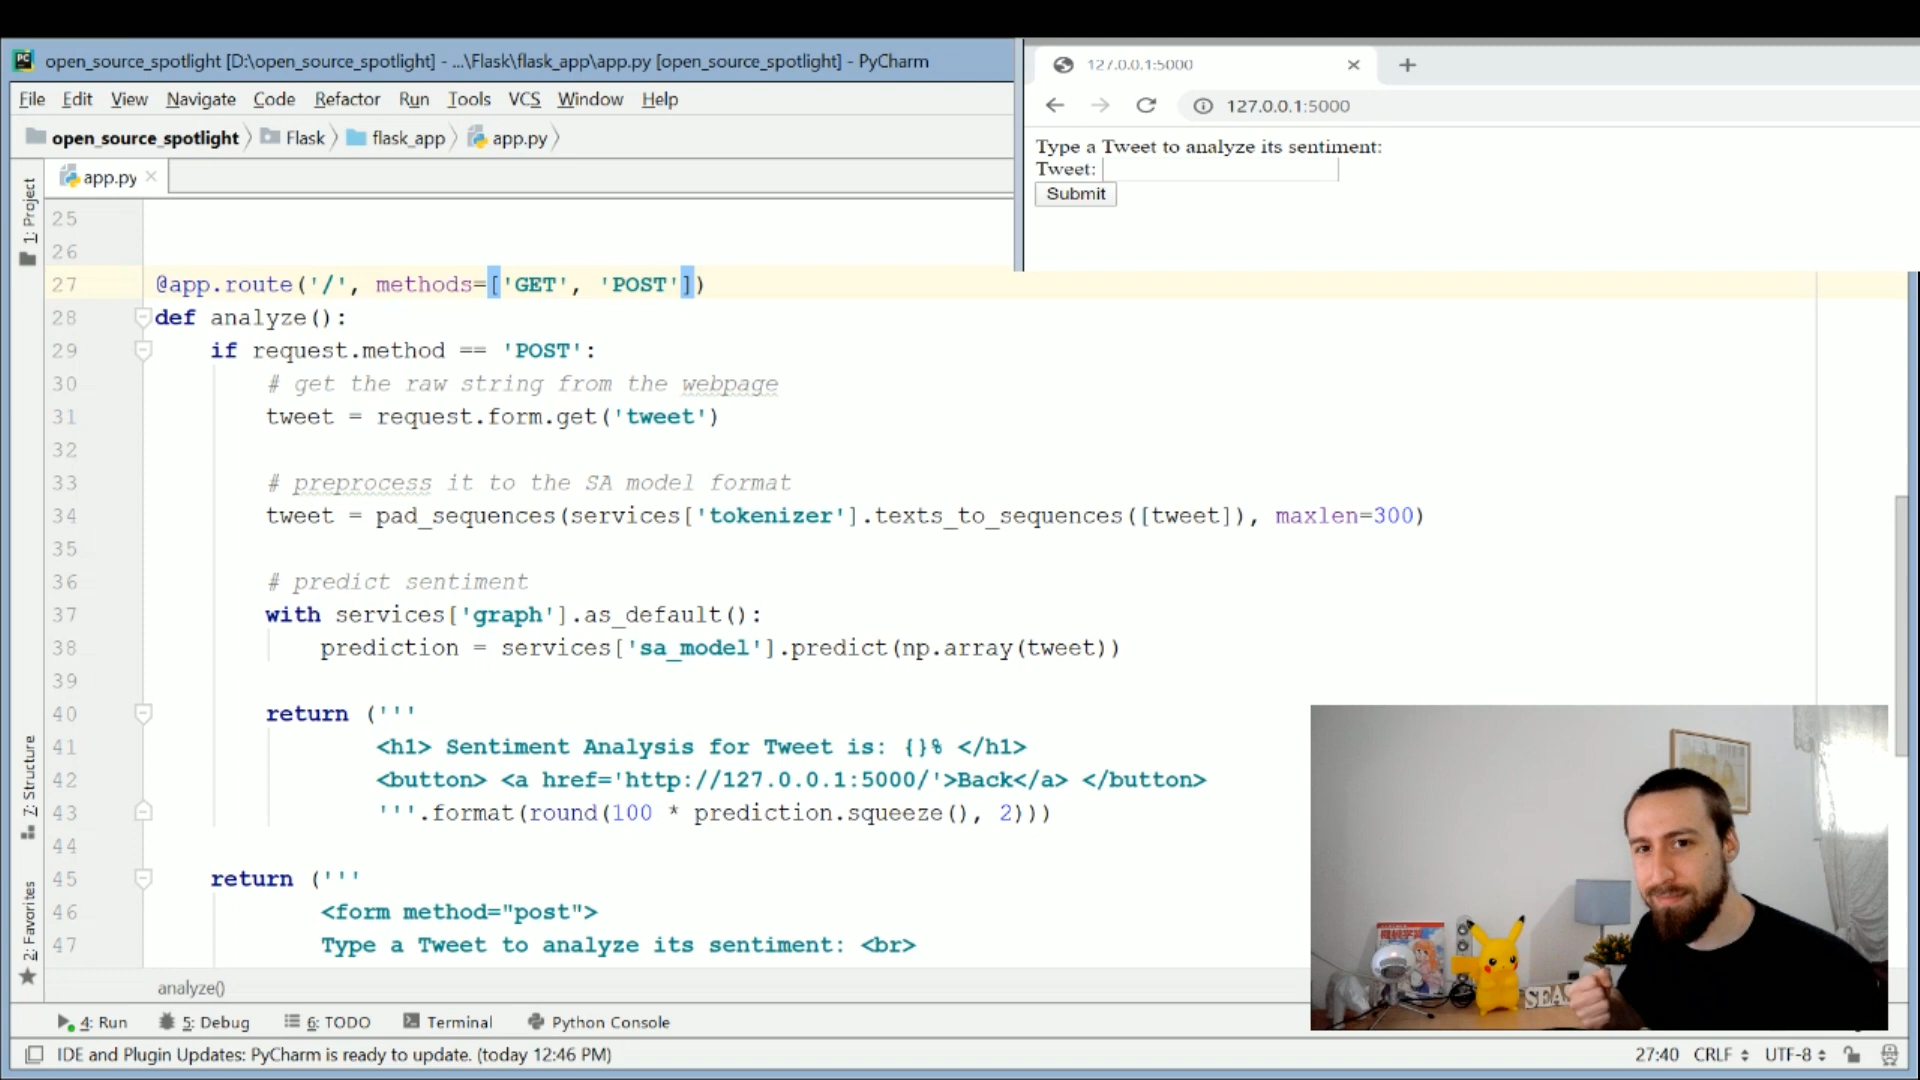 open_source_spotlight [D:\open_source_spotlight] - ...\Flask\flask_app\app.py [open_source_spotlight] - PyCharm
File Edit View Navigate Code Refactor Run Tools VCS Window Help
open_source_spotlight Flask flask_app app.py
app.py
127.0.0.1:5000
127.0.0.1:5000
Type a Tweet to analyze its sentiment:
Tweet:
Submit
1: Project
7: Structure
2: Favorites
25
26
27 @app.route('/', methods=['GET', 'POST'])
28 def analyze():
29 if request.method == 'POST':
30 # get the raw string from the webpage
31 tweet = request.form.get('tweet')
32
33 # preprocess it to the SA model format
34 tweet = pad_sequences(services['tokenizer'].texts_to_sequences([tweet]), maxlen=300)
35
36 # predict sentiment
37 with services['graph'].as_default():
38 prediction = services['sa_model'].predict(np.array(tweet))
39
40 return ('''
41 <h1> Sentiment Analysis for Tweet is: {}% </h1>
42 <button> <a href='http://127.0.0.1:5000/'>Back</a> </button>
43 '''.format(round(100 * prediction.squeeze(), 2)))
44
45 return ('''
46 <form method="post">
47 Type a Tweet to analyze its sentiment: <br>
analyze()
4: Run 5: Debug 6: TODO Terminal Python Console
IDE and Plugin Updates: PyCharm is ready to update. (today 12:46 PM)
27:40 CRLF UTF-8